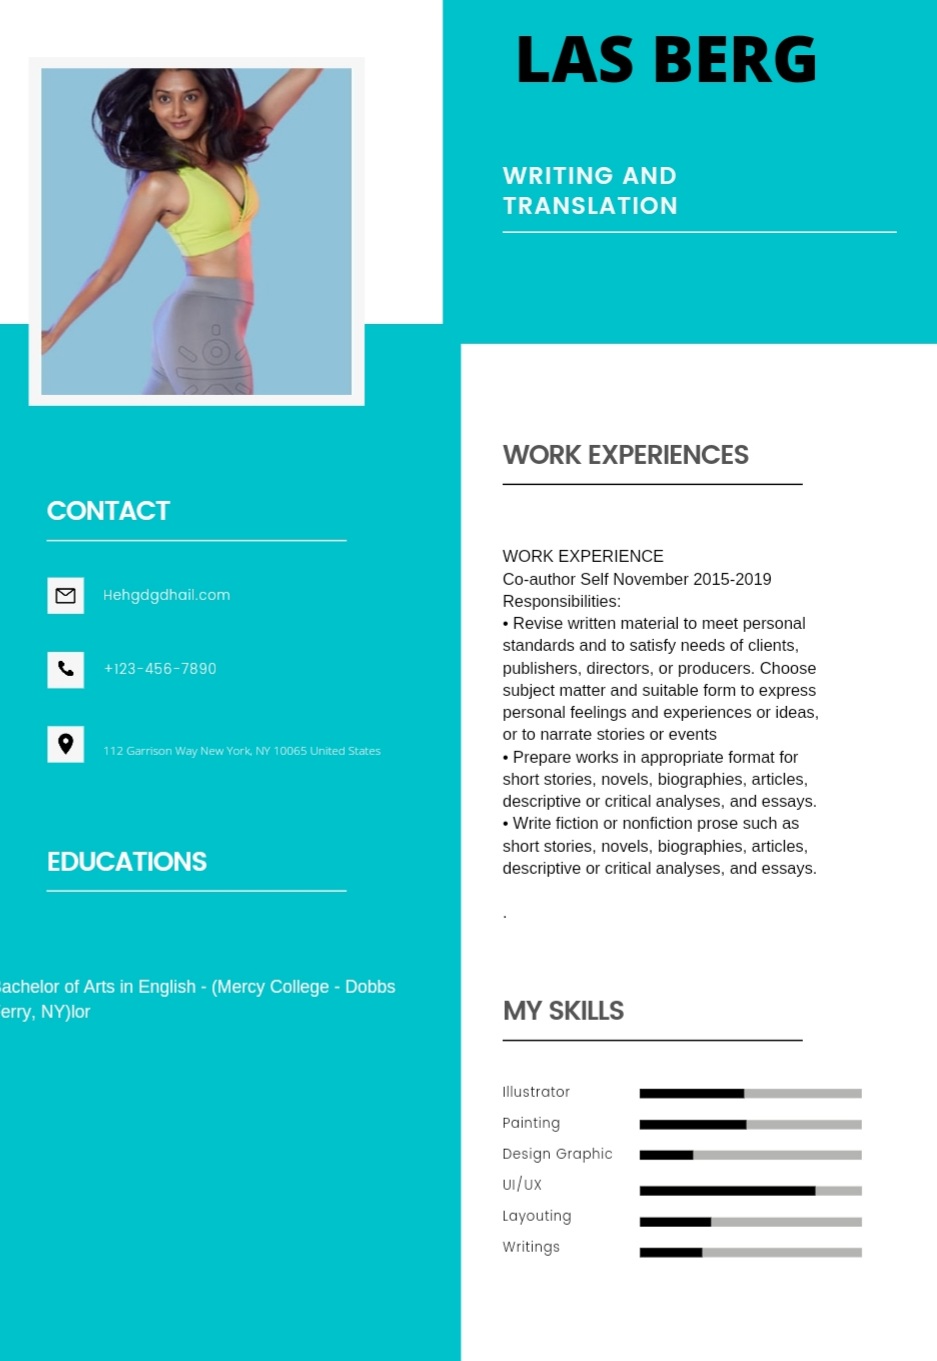 LAS BERG
WRITING AND
TRANSLATION
CONTACT
Hehgdgdhail.com
+123-456-7890
112 Garrison Way New York, NY 10065 United States
EDUCATIONS
achelor of Arts in English - (Mercy College - Dobbs
erry, NY)lor
WORK EXPERIENCES
WORK EXPERIENCE
Co-author Self November 2015-2019
Responsibilities:
• Revise written material to meet personal
standards and to satisfy needs of clients,
publishers, directors, or producers. Choose
subject matter and suitable form to express
personal feelings and experiences or ideas,
or to narrate stories or events
• Prepare works in appropriate format for
short stories, novels, biographies, articles,
descriptive or critical analyses, and essays.
• Write fiction or nonfiction prose such as
short stories, novels, biographies, articles,
descriptive or critical analyses, and essays.
.
MY SKILLS
Illustrator
Painting
Design Graphic
UI/UX
Layouting
Writings